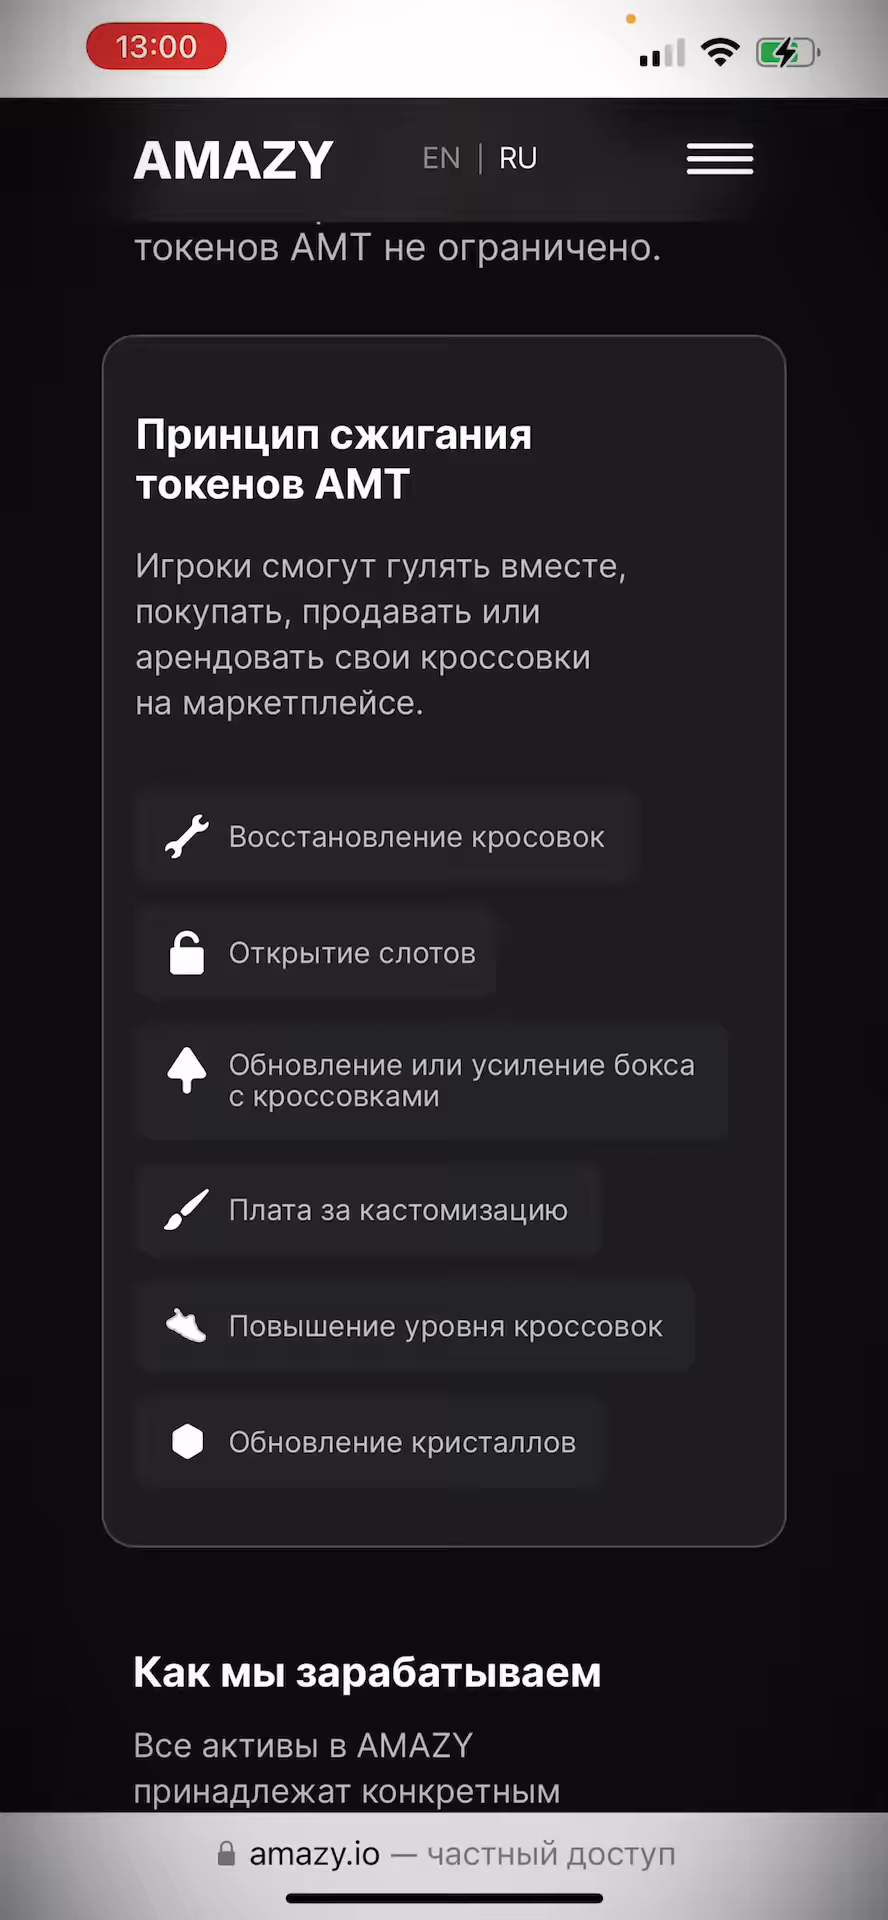 13:00
AMAZY EN | RU
токенов AMT не ограничено.
Принцип сжигания
токенов AMT
Игроки смогут гулять вместе,
покупать, продавать или
арендовать свои кроссовки
на маркетплейсе.
Восстановление кросовок
Открытие слотов
Обновление или усиление бокса
с кроссовками
Плата за кастомизацию
Повышение уровня кроссовок
Обновление кристаллов
Как мы зарабатываем
Все активы в AMAZY
принадлежат конкретным
amazy.io — частный доступ